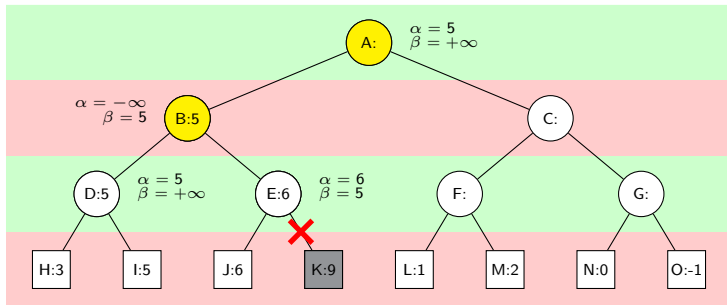 A:
α = 5
β = +∞
α = −∞
β = 5
B:5
C:
D:5
α = 5
β = +∞
E:6
α = 6
β = 5
F:
G:
H:3
I:5
J:6
K:9
L:1
M:2
N:0
O:-1